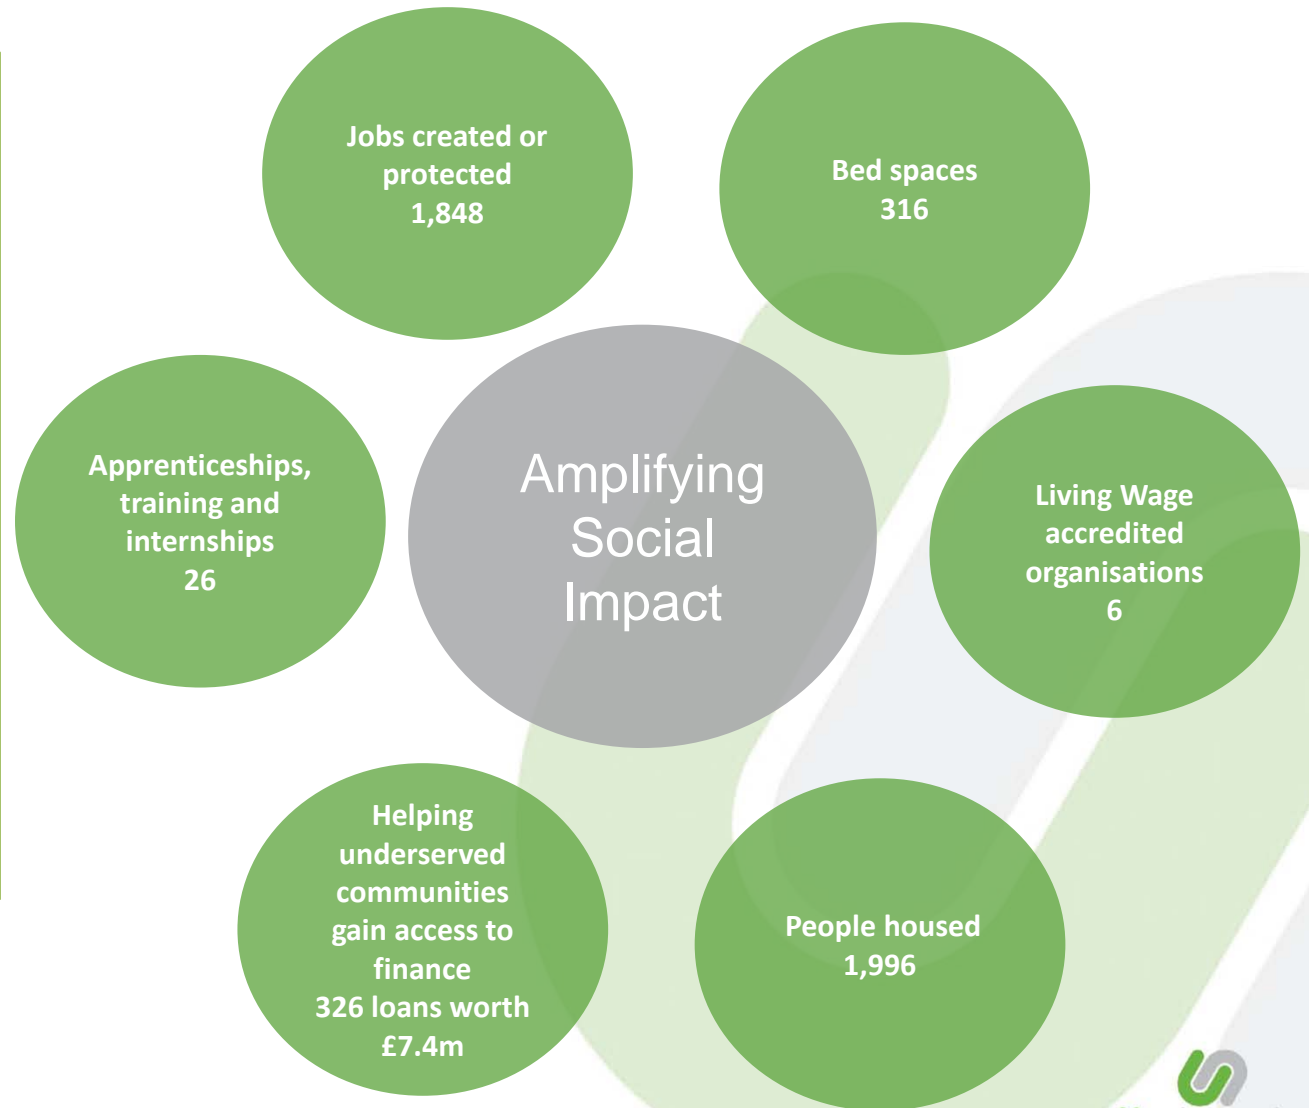 Jobs created or
protected
1,848
Bed spaces
316
Apprenticeships,
training and
internships
26
Amplifying
Social
Impact
Living Wage
accredited
organisations
6
Helping
underserved
communities
gain access to
finance
326 loans worth
£7.4m
People housed
1,996